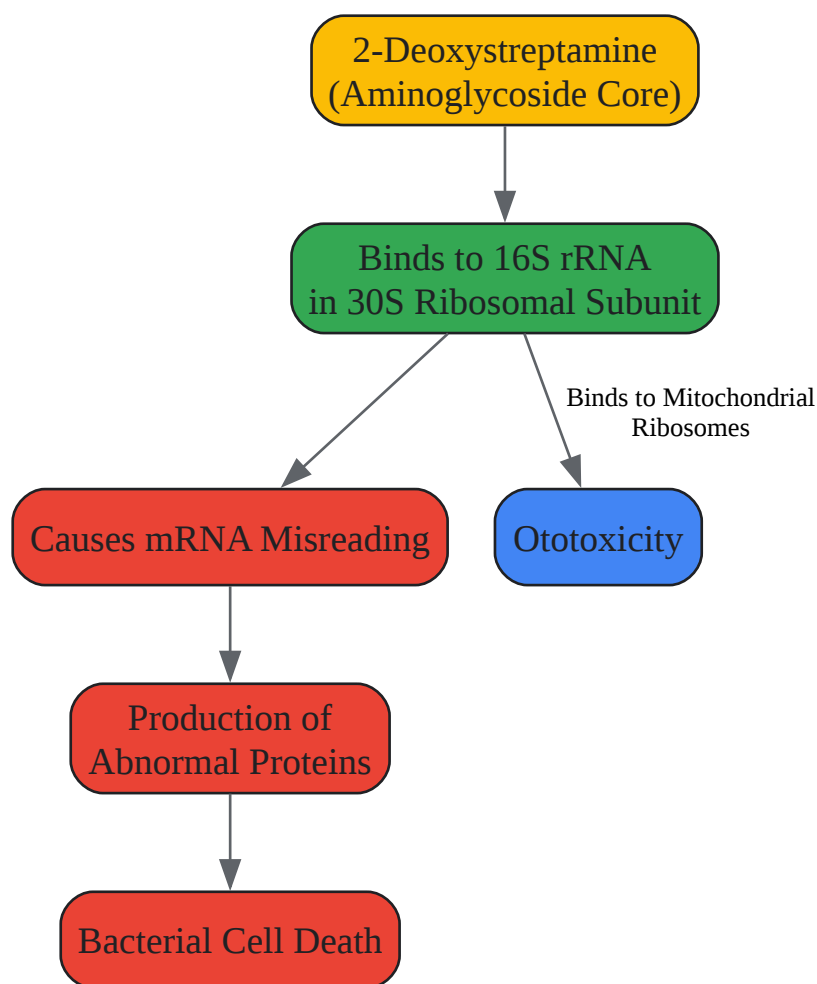 2-Deoxystreptamine
(Aminoglycoside Core)
Binds to 16S rRNA
in 30S Ribosomal Subunit
Binds to Mitochondrial
Ribosomes
Causes mRNA Misreading
Ototoxicity
Production of
Abnormal Proteins
Bacterial Cell Death